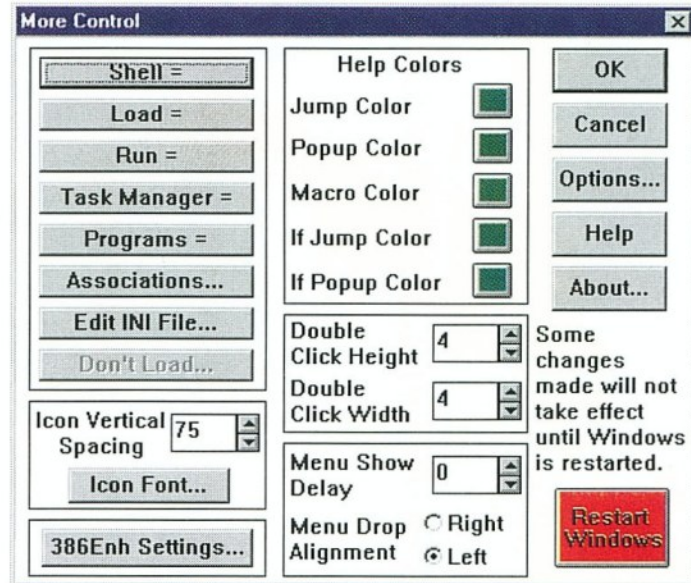 More Control
Shell =
Load =
Run =
Task Manager =
Programs =
Associations...
Edit INI File...
Don't Load...
Icon Vertical
Spacing
75
Icon Font...
386Enh Settings...
Help Colors
Jump Color
Popup Color
Macro Color
If Jump Color
If Popup Color
Double
Click Height
4
Double
Click Width
4
Menu Show
Delay
0
Menu Drop
Alignment
Right
Left
OK
Cancel
Options...
Help
About...
Some
changes
made will not
take effect
until Windows
is restarted.
Restart
Windows